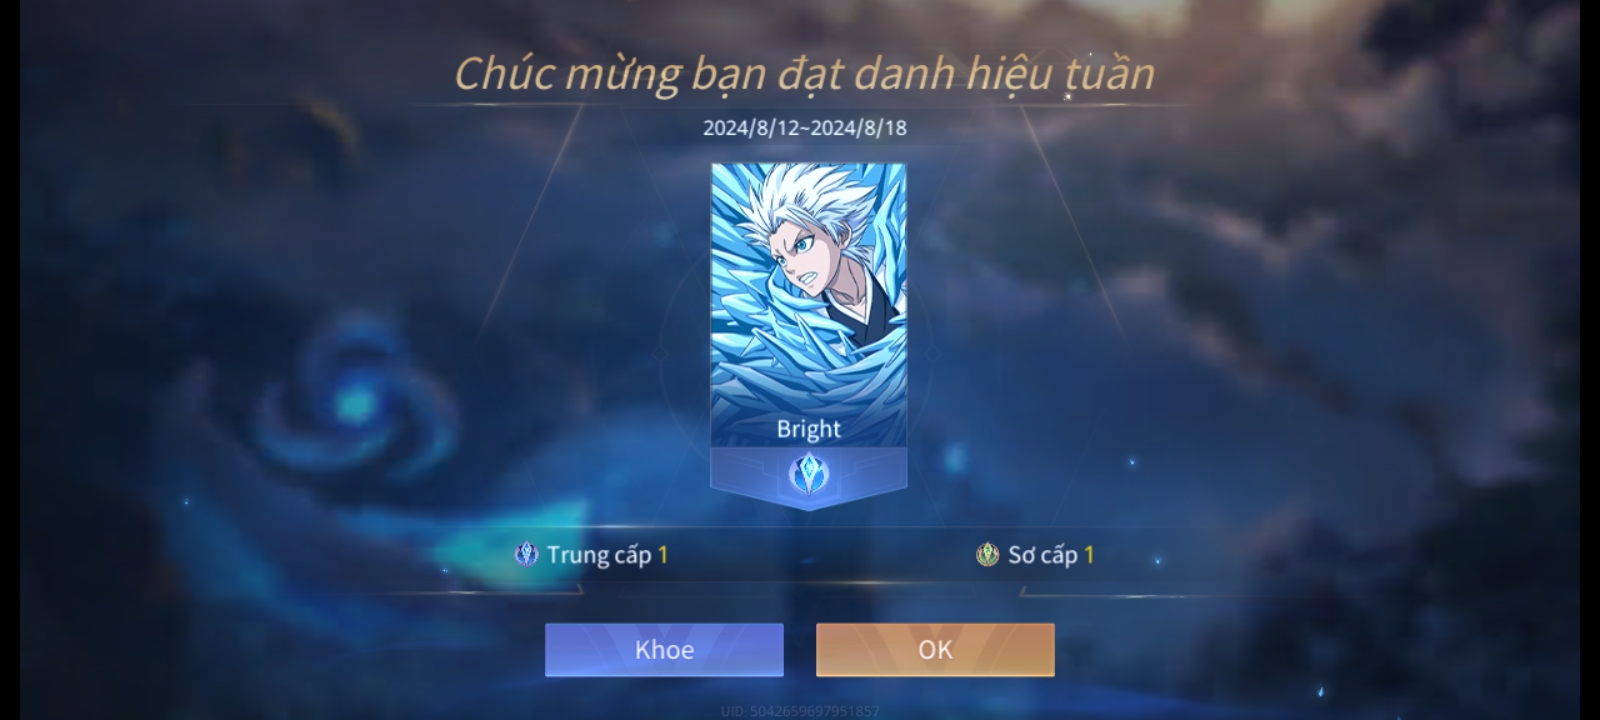 Chúc mừng bạn đạt danh hiệu tuần
2024/8/12~2024/8/18
Bright
Trung cấp 1
Sơ cấp 1
Khoe
OK
UID: 5042659697951857